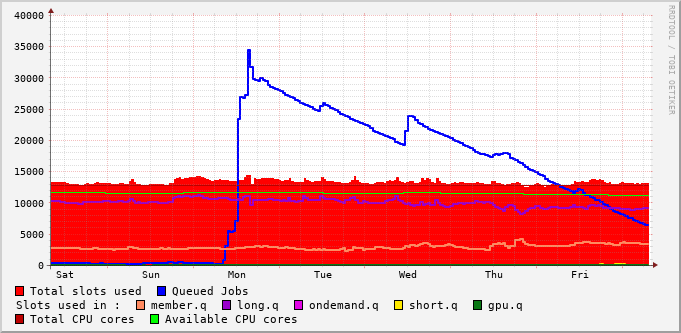 RRDTOOL / TOBI OETIKER
40000
35000
30000
25000
20000
15000
10000
5000
0
Sat Sun Mon Tue Wed Thu Fri
Total slots used Queued Jobs
Slots used in : member.q long.q ondemand.q short.q gpu.q
Total CPU cores Available CPU cores